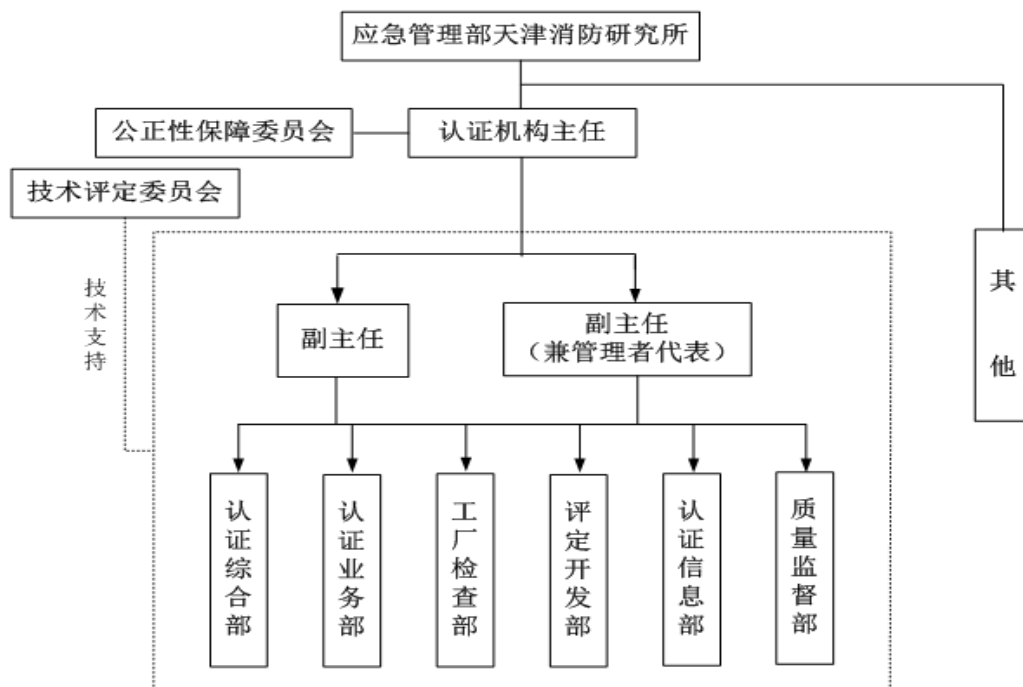 应急管理部天津消防研究所
公正性保障委员会
认证机构主任
技术评定委员会
其他
技术支持
副主任
副主任
（兼管理者代表）
认证综合部
认证业务部
工厂检查部
评定开发部
认证信息部
质量监督部